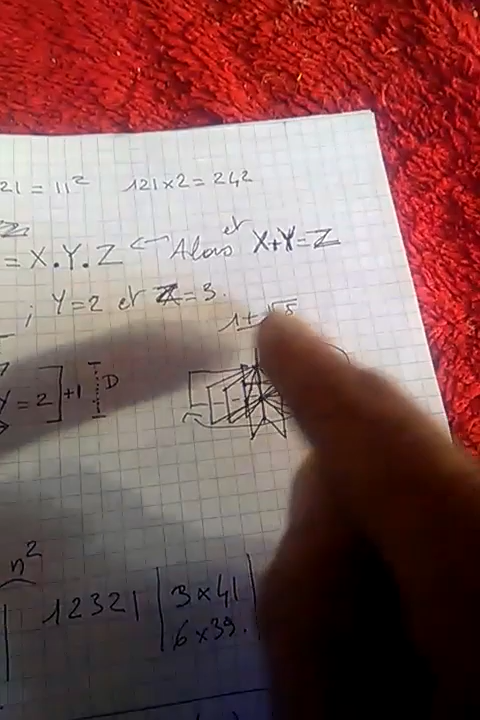 21 = 11² 121 × 2 = 242
= X.Y.Z ← Alors et X+Y=Z
; Y=2 et Z=3.
1+√5
Y = 2]+1 D
n²
12321 | 3×41 |
6×39.